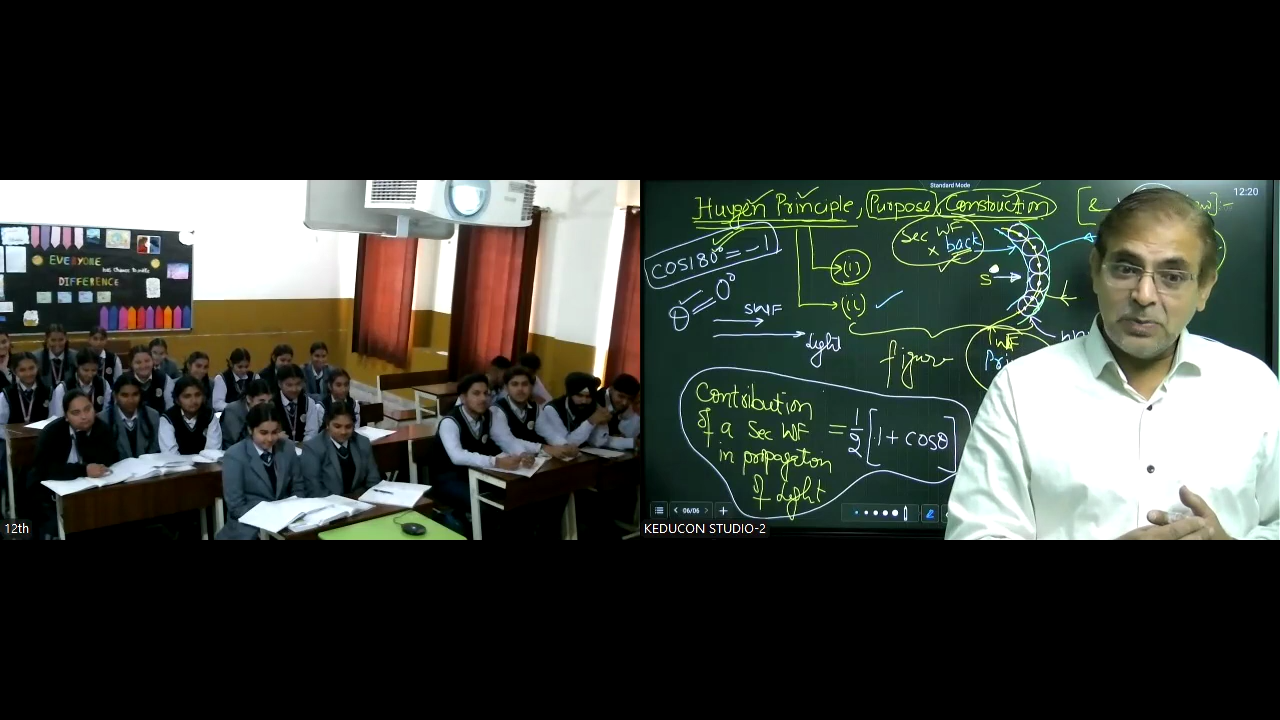 EVERYONE
DIFFERENCE
12th
Standard Mode
12:20
Huygen Principle, Purpose, Construction
[&
cos180° = -1
Sec WF
× back
(i)
θ = 0°
S
(ii)
SWF
Light
figure
1° WF
Contribution
of a Sec WF = 1/2 [1 + cosθ]
in propagation
of light
06/06
KEDUCON STUDIO-2